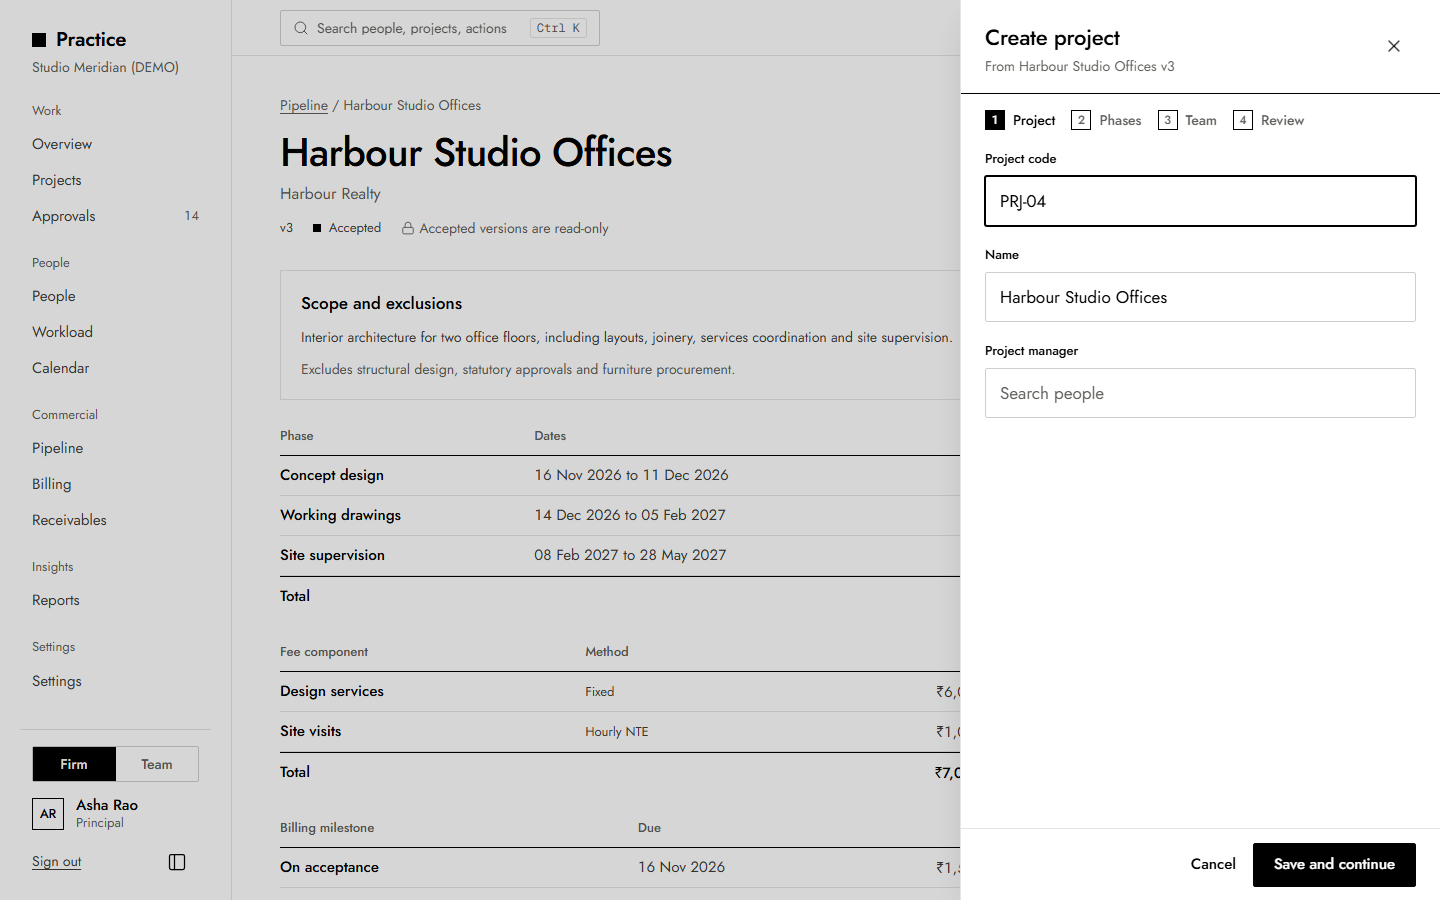 Practice
Studio Meridian (DEMO)
Work
Overview
Projects
Approvals 14
People
People
Workload
Calendar
Commercial
Pipeline
Billing
Receivables
Insights
Reports
Settings
Settings
Firm Team
AR
Asha Rao
Principal
Sign out
Search people, projects, actions Ctrl K
Pipeline / Harbour Studio Offices
Harbour Studio Offices
Harbour Realty
v3 Accepted Accepted versions are read-only
Scope and exclusions
Interior architecture for two office floors, including layouts, joinery, services coordination and site supervision.
Excludes structural design, statutory approvals and furniture procurement.
Phase Dates
Concept design 16 Nov 2026 to 11 Dec 2026
Working drawings 14 Dec 2026 to 05 Feb 2027
Site supervision 08 Feb 2027 to 28 May 2027
Total
Fee component Method
Design services Fixed
Site visits Hourly NTE
Total
Billing milestone Due
On acceptance 16 Nov 2026
Create project
From Harbour Studio Offices v3
1 Project 2 Phases 3 Team 4 Review
Project code
PRJ-04
Name
Harbour Studio Offices
Project manager
Search people
Cancel Save and continue